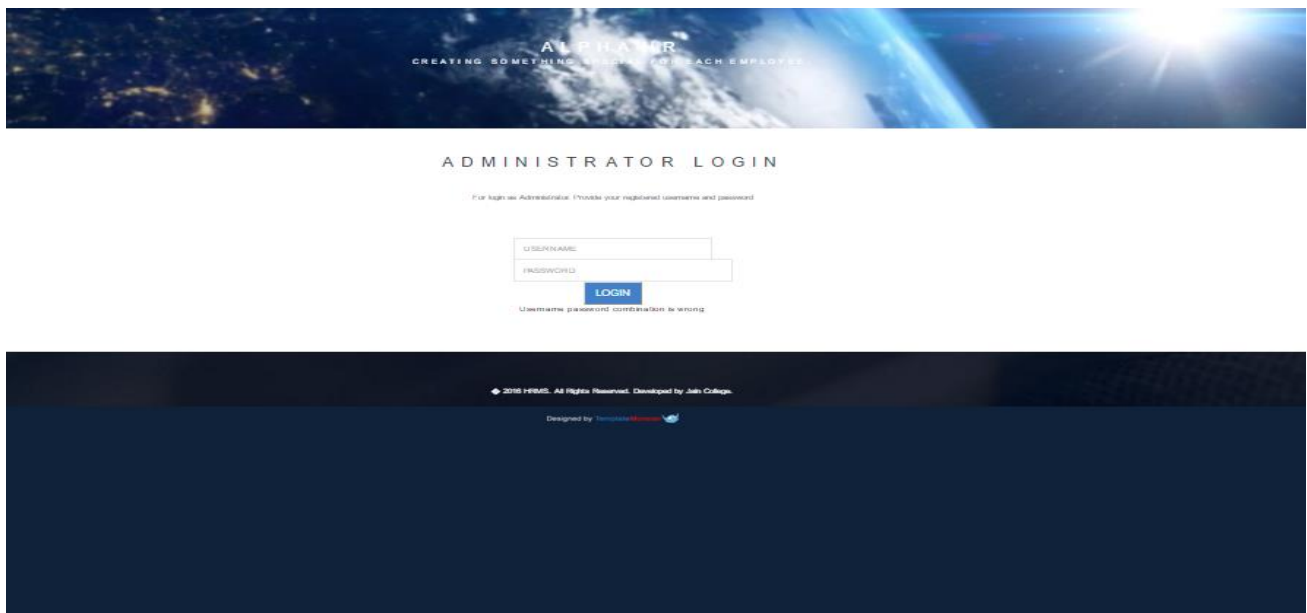 ALPHAHR
CREATING SOMETHING SPECIAL FOR EACH EMPLOYEE.
ADMINISTRATOR LOGIN
For login as Administrator. Provide your registered username and password
USERNAME
PASSWORD
LOGIN
Username password combination is wrong
� 2016 HRMS. All Rights Reserved. Developed by Jain College.
Designed by TemplateMonster